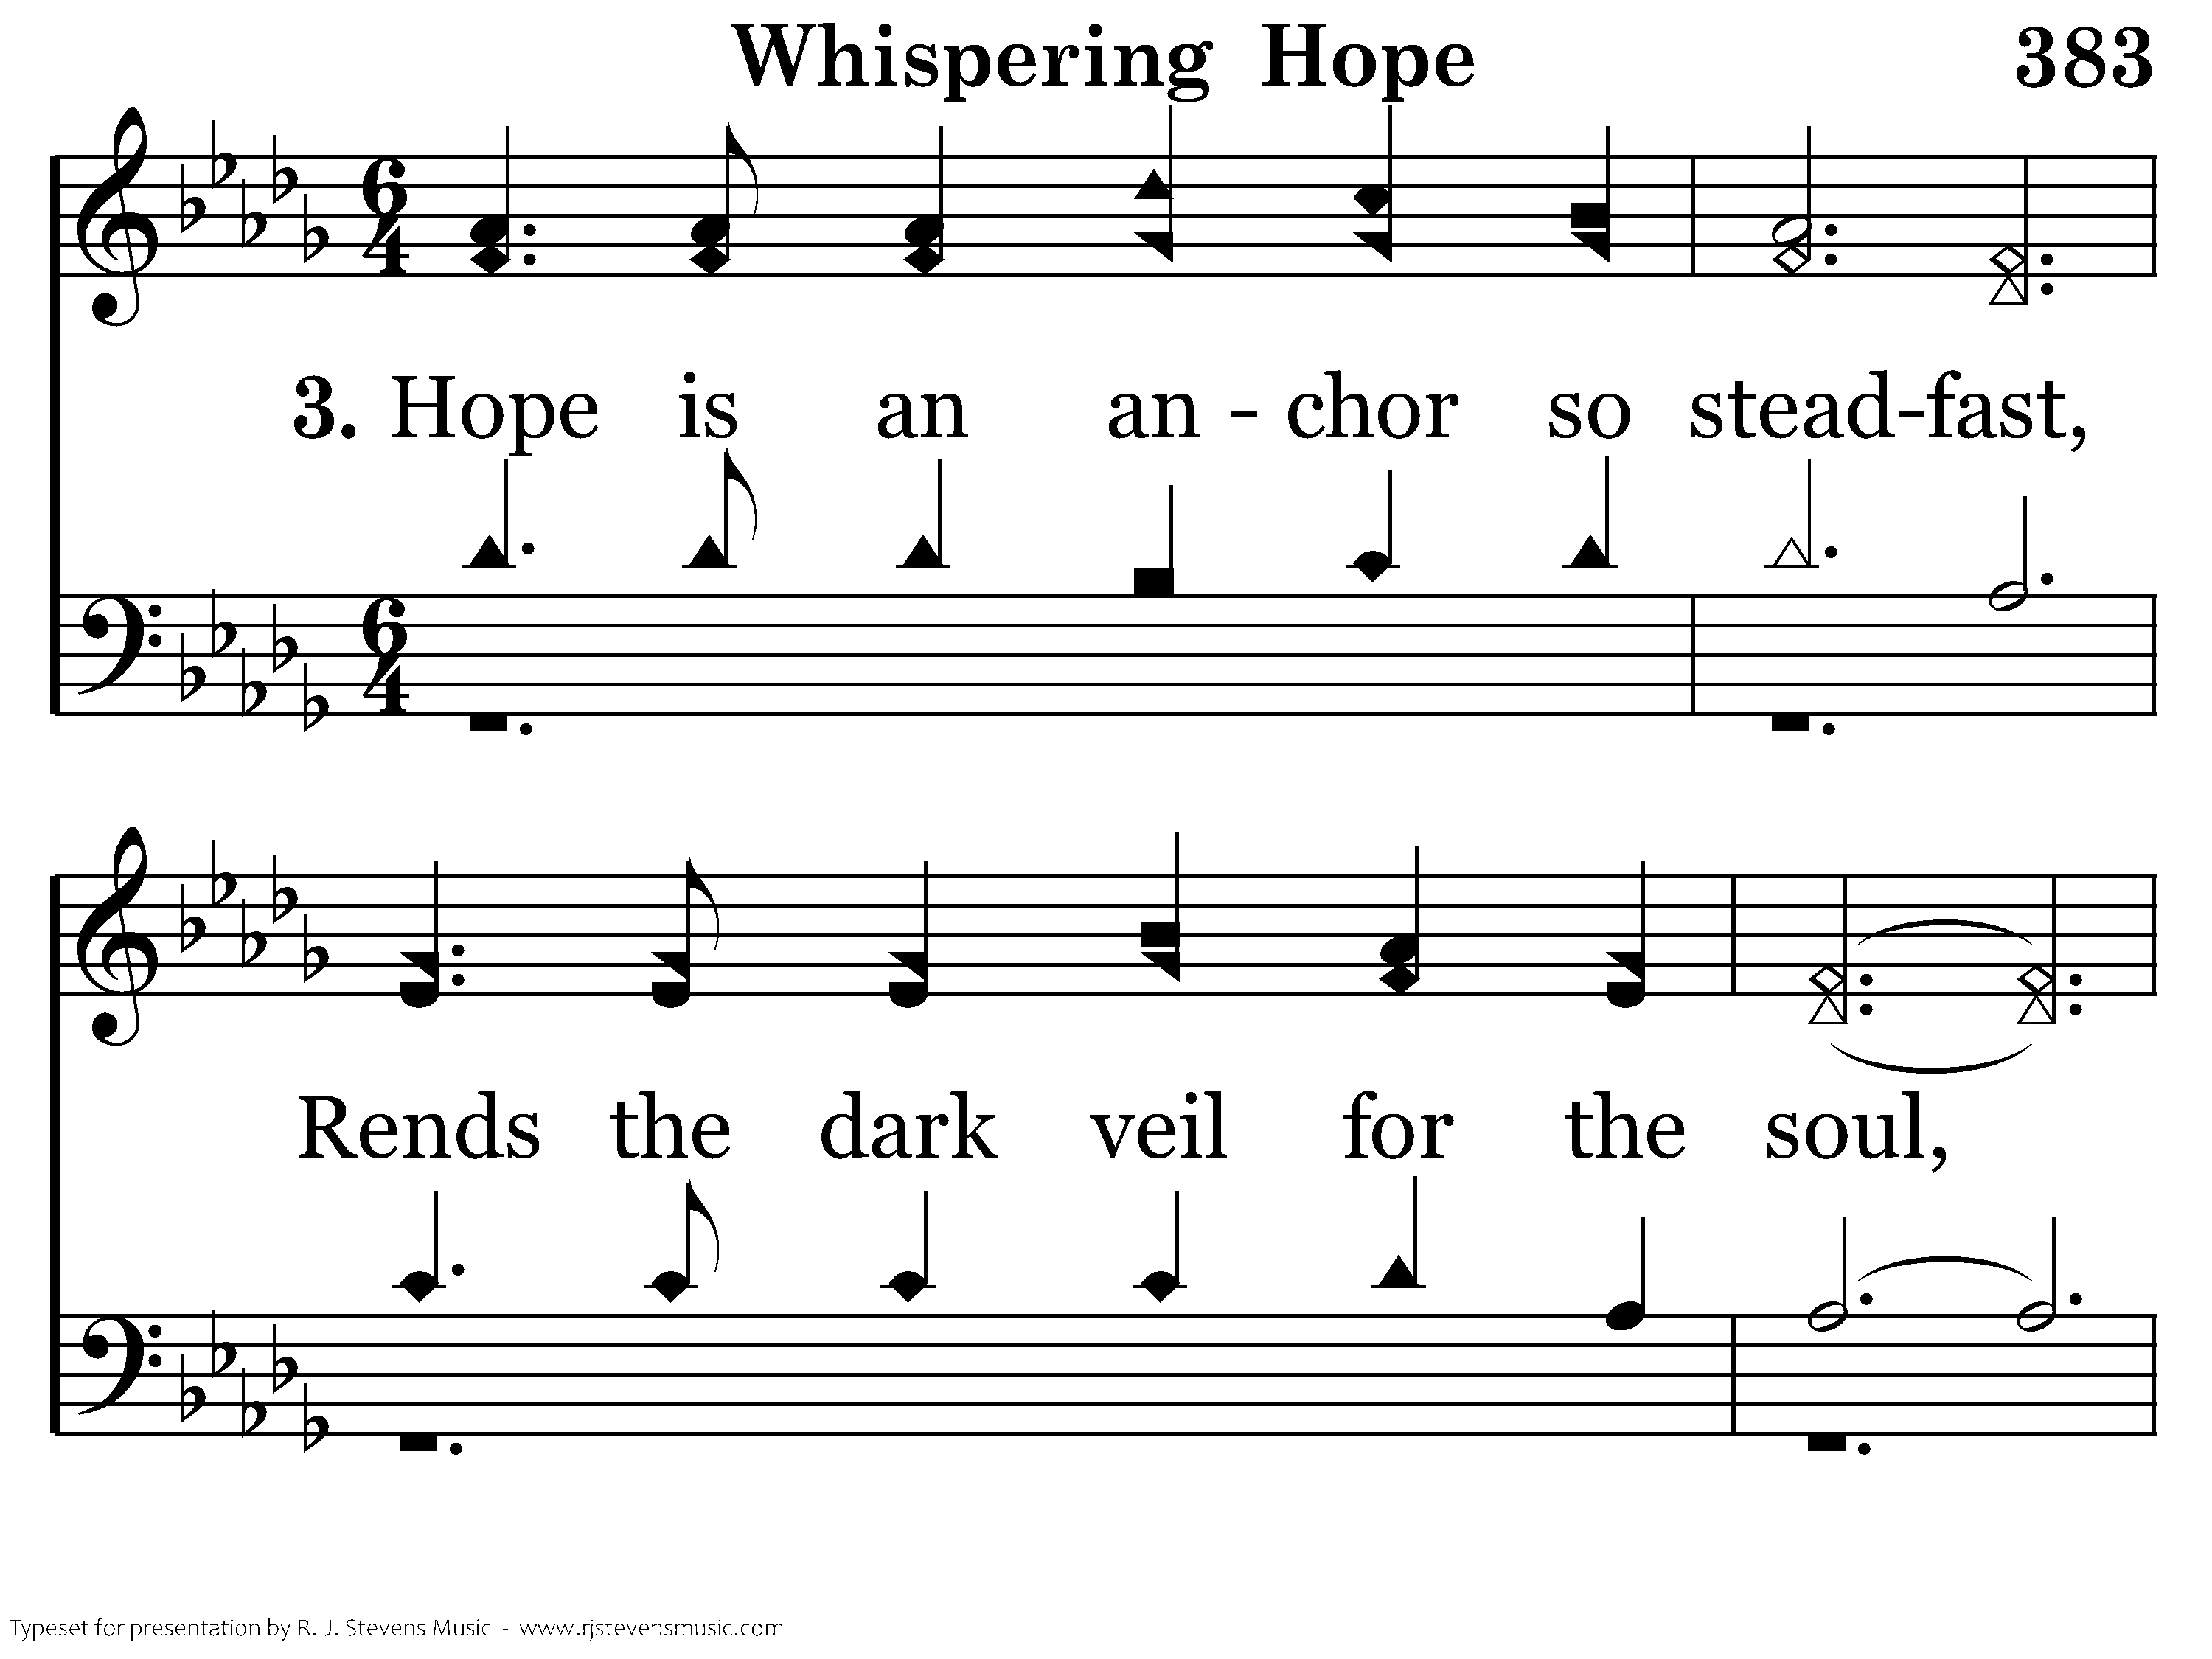 Whispering Hope 383
3. Hope is an an - chor so stead-fast,
Rends the dark veil for the soul,
Typeset for presentation by R. J. Stevens Music - www.rjstevensmusic.com